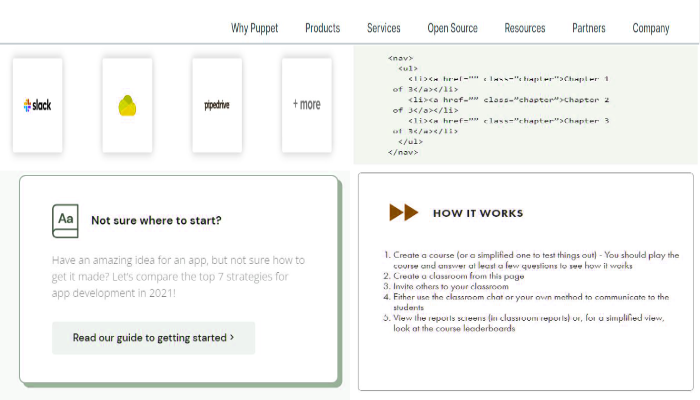 Why Puppet Products Services Open Source Resources Partners Company
slack pipedrive + more
<nav>
<ul>
<li><a href="" class="chapter">Chapter 1
of 3</a></li>
<li><a href="" class="chapter">Chapter 2
of 3</a></li>
<li><a href="" class="chapter">Chapter 3
of 3</a></li>
</ul>
</nav>
Aa Not sure where to start?
Have an amazing idea for an app, but not sure how to
get it made? Let's compare the top 7 strategies for
app development in 2021!
Read our guide to getting started >
HOW IT WORKS
1. Create a course (or a simplified one to test things out) - You should play the
course and answer at least a few questions to see how it works
2. Create a classroom from this page
3. Invite others to your classroom
4. Either use the classroom chat or your own method to communicate to the
students
5. View the reports screens (in classroom reports) or, for a simplified view,
look at the course leaderboards